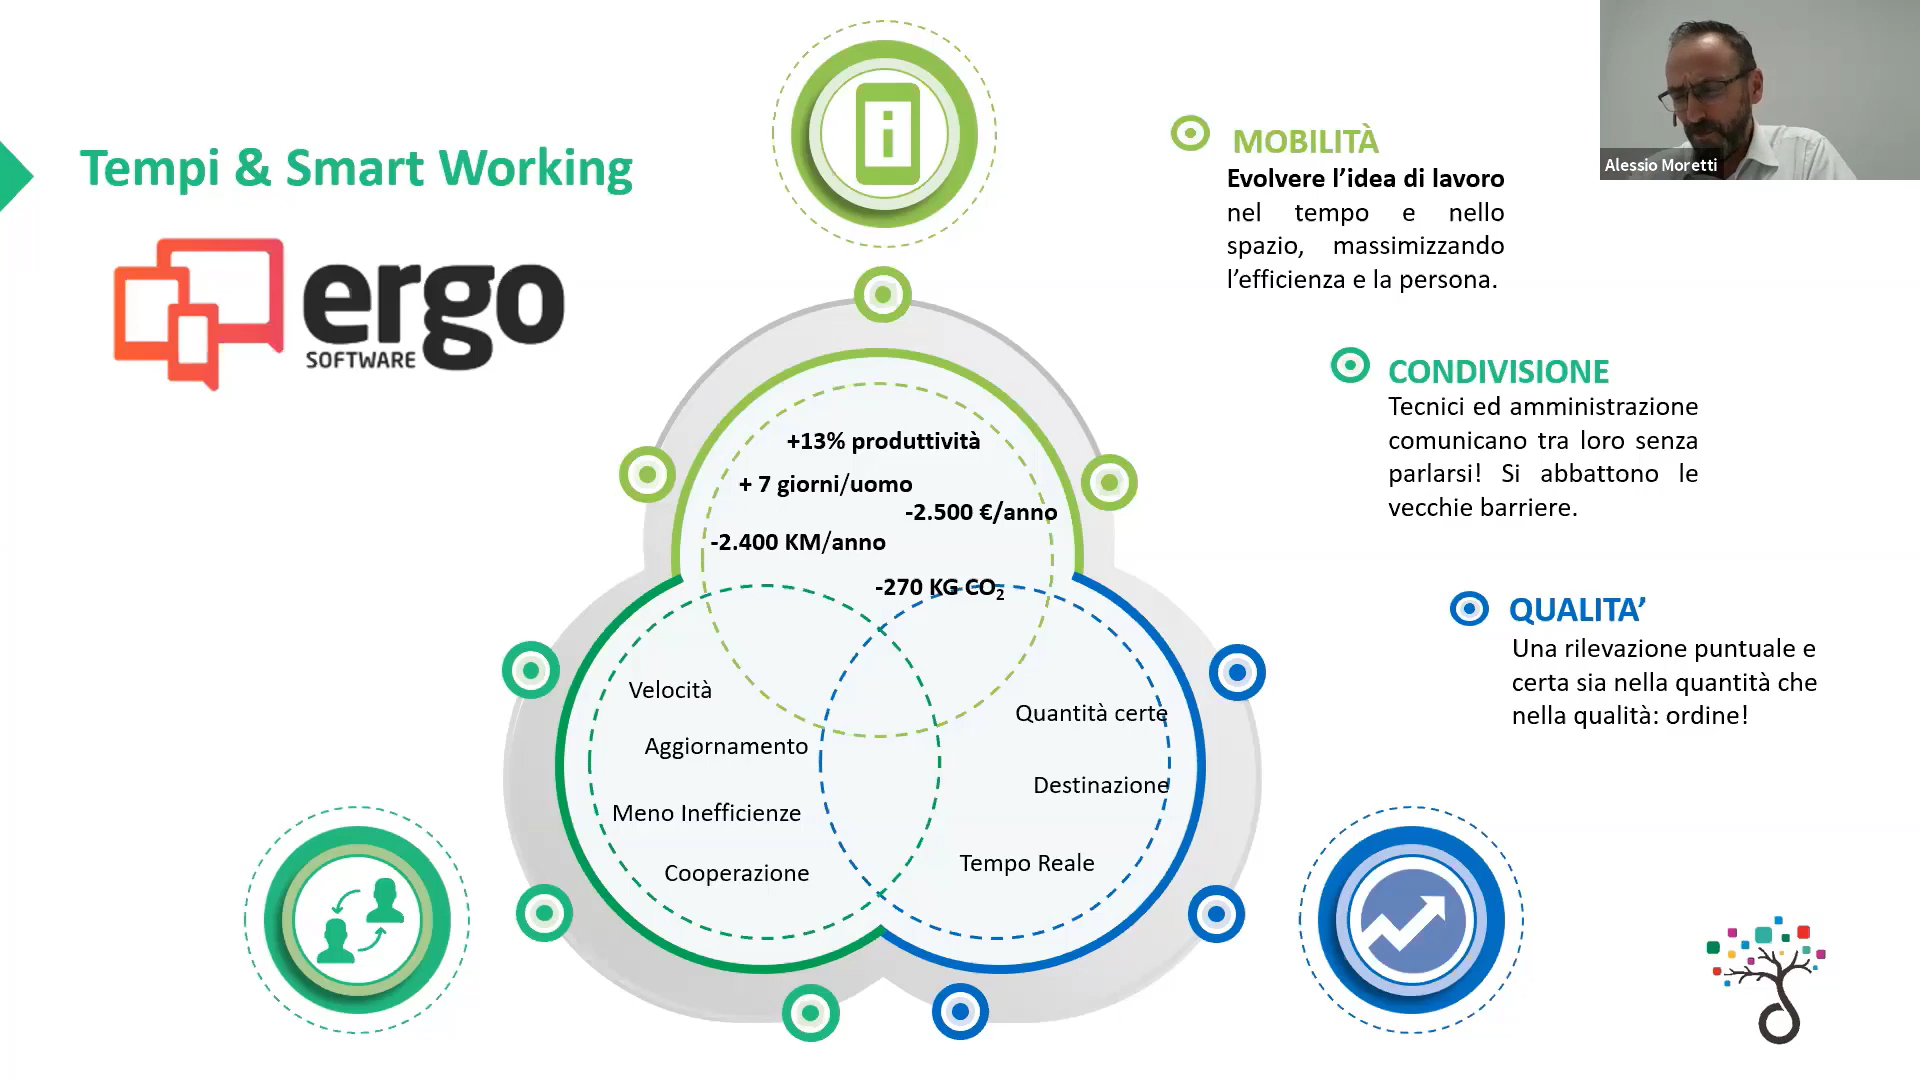 Tempi & Smart Working
ergo
SOFTWARE
MOBILITÀ
Evolvere l’idea di lavoro
nel tempo e nello
spazio, massimizzando
l’efficienza e la persona.
Alessio Moretti
CONDIVISIONE
Tecnici ed amministrazione
comunicano tra loro senza
parlarsi! Si abbattono le
vecchie barriere.
QUALITA’
Una rilevazione puntuale e
certa sia nella quantità che
nella qualità: ordine!
+13% produttività
+ 7 giorni/uomo
-2.500 €/anno
-2.400 KM/anno
-270 KG CO₂
Velocità
Aggiornamento
Meno Inefficienze
Cooperazione
Quantità certe
Destinazione
Tempo Reale